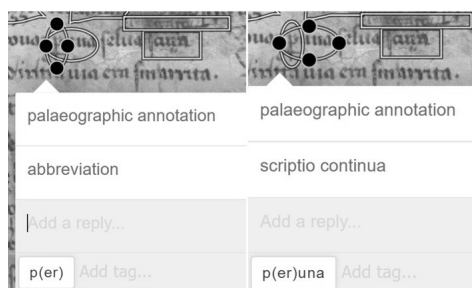 palaeographic annotation
abbreviation
Add a reply...
p(er)
Add tag...
palaeographic annotation
scriptio continua
Add a reply...
p(er)una
Add tag...